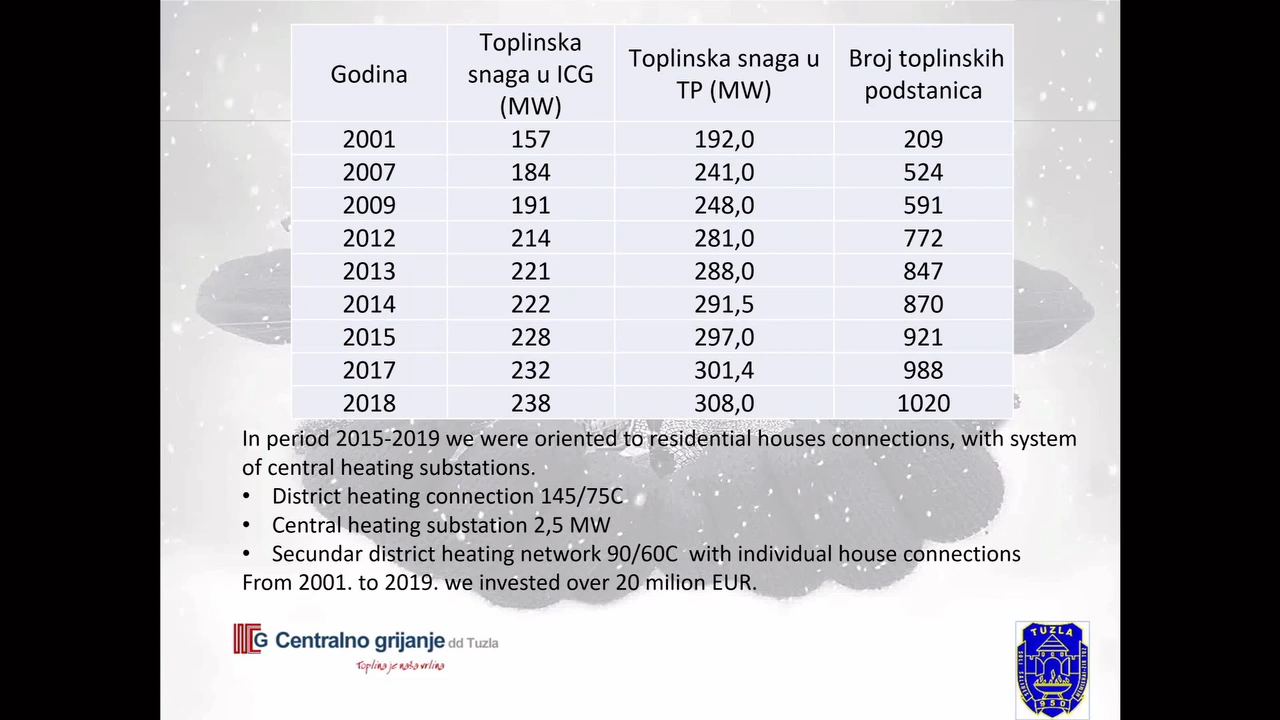 Godina
Toplinska
snaga u ICG
(MW)
Toplinska snaga u
TP (MW)
Broj toplinskih
podstanica
2001 157 192,0 209
2007 184 241,0 524
2009 191 248,0 591
2012 214 281,0 772
2013 221 288,0 847
2014 222 291,5 870
2015 228 297,0 921
2017 232 301,4 988
2018 238 308,0 1020
In period 2015-2019 we were oriented to residential houses connections, with system
of central heating substations.
• District heating connection 145/75C
• Central heating substation 2,5 MW
• Secundar district heating network 90/60C with individual house connections
From 2001. to 2019. we invested over 20 milion EUR.
G Centralno grijanje dd Tuzla
Toplina je naša vrlina
TUZLA
950